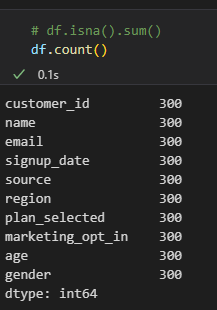 # df.isna().sum()
df.count()
✓ 0.1s
customer_id 300
name 300
email 300
signup_date 300
source 300
region 300
plan_selected 300
marketing_opt_in 300
age 300
gender 300
dtype: int64